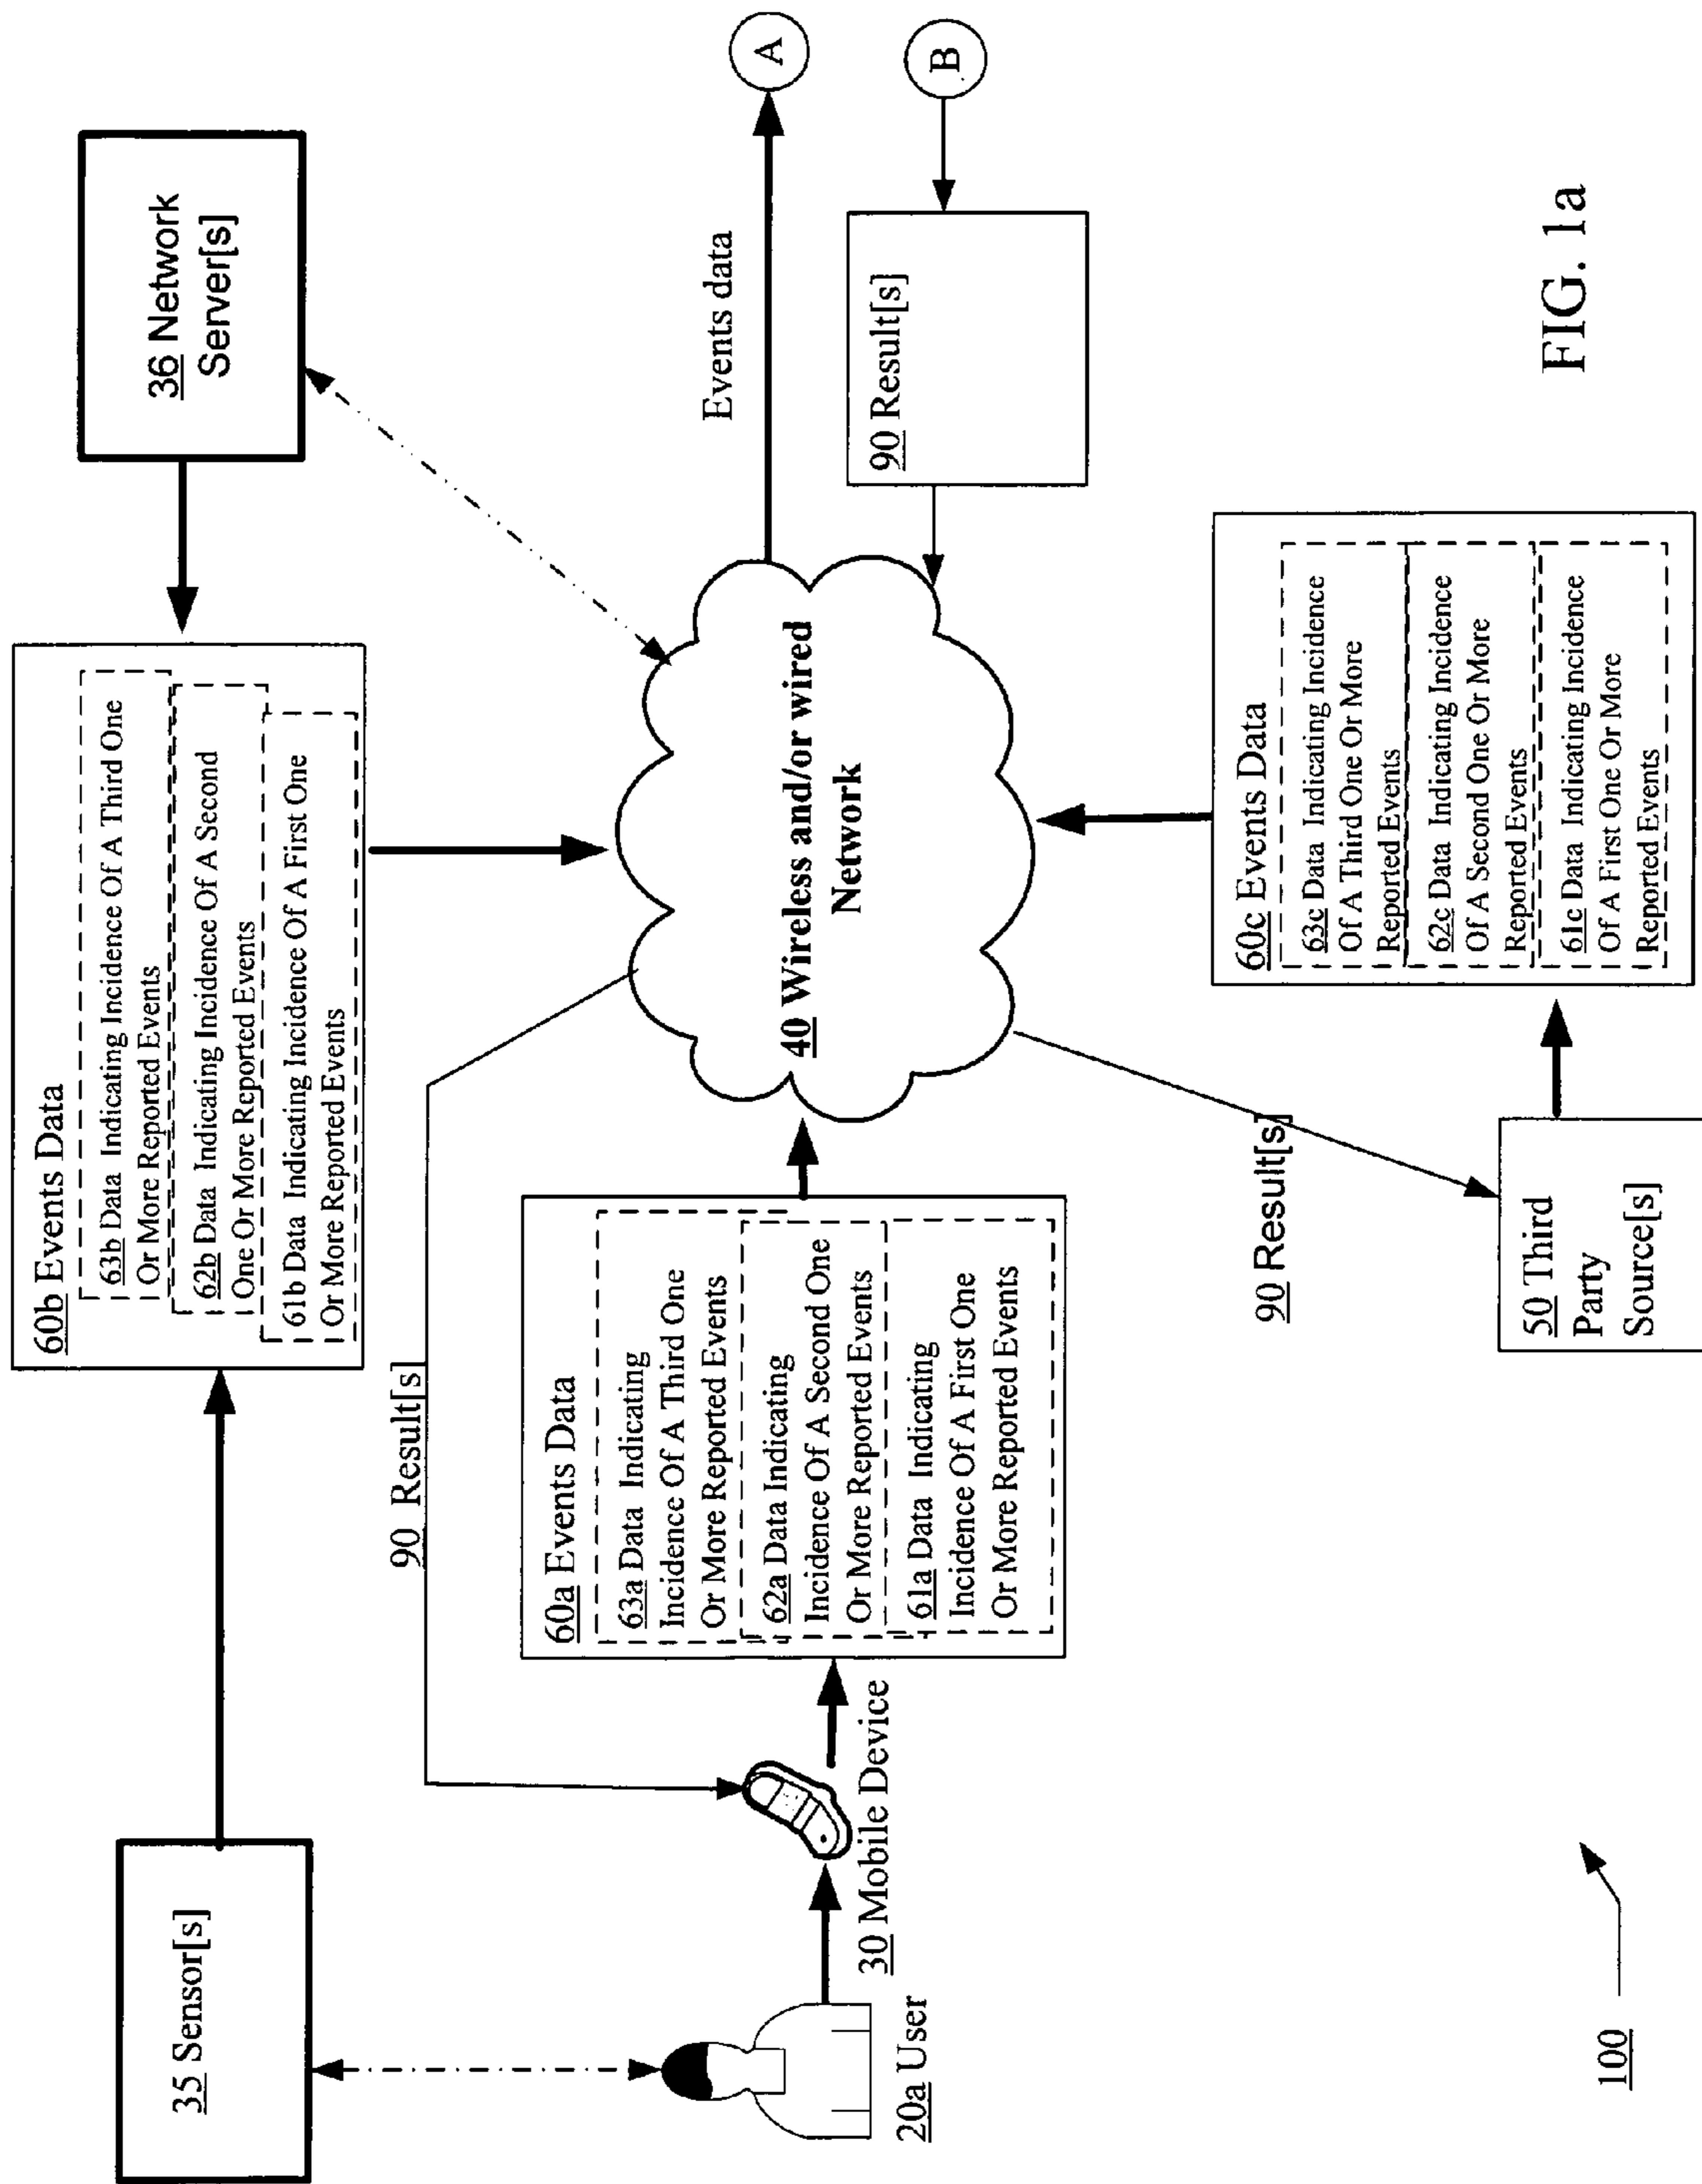 35 Sensor[s]
60b Events Data
63b Data Indicating Incidence Of A Third One
Or More Reported Events
62b Data Indicating Incidence Of A Second
One Or More Reported Events
61b Data Indicating Incidence Of A First One
Or More Reported Events
36 Network
Server[s]
90 Result[s]
20a User
30 Mobile Device
60a Events Data
63a Data Indicating
Incidence Of A Third One
Or More Reported Events
62a Data Indicating
Incidence Of A Second One
Or More Reported Events
61a Data Indicating
Incidence Of A First One
Or More Reported Events
40 Wireless and/or wired
Network
Events data
A
B
90 Result[s]
90 Result[s]
50 Third
Party
Source[s]
60c Events Data
63c Data Indicating Incidence
Of A Third One Or More
Reported Events
62c Data Indicating Incidence
Of A Second One Or More
Reported Events
61c Data Indicating Incidence
Of A First One Or More
Reported Events
100
FIG. 1a